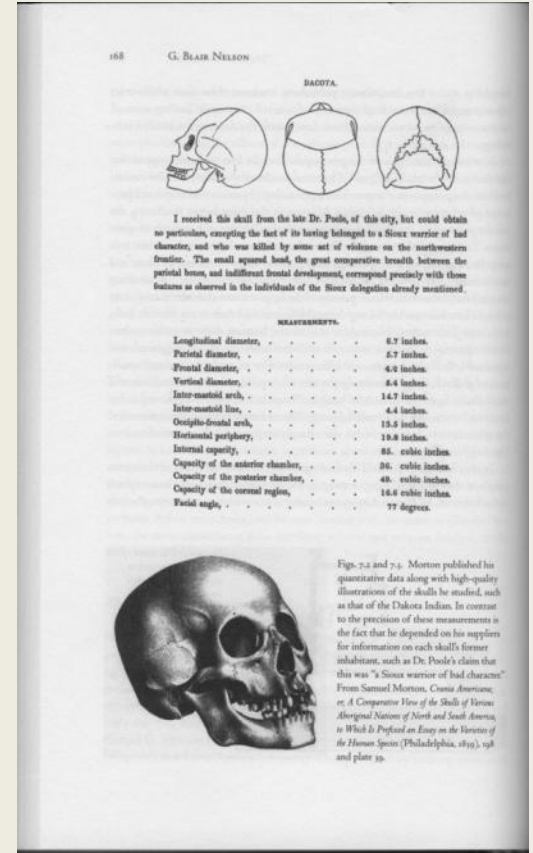 168 G. Blair Nelson
DACOTA.
I received this skull from the late Dr. Poole, of this city, but could obtain
no particulars, excepting the fact of its having belonged to a Sioux warrior of bad
character, and who was killed by some act of violence on the northwestern
frontier. The small squared head, the great comparative breadth between the
parietal bones, and indifferent frontal development, correspond precisely with those
features as observed in the individuals of the Sioux delegation already mentioned.
MEASUREMENTS.
Longitudinal diameter, . . . . . 6.7 inches.
Parietal diameter, . . . . . . 5.7 inches.
Frontal diameter, . . . . . . inches.
Vertical diameter, . . . . . . inches.
Inter-mastoid arch, . . . . . . 14.7 inches.
Inter-mastoid line, . . . . . . 4.4 inches.
Occipito-frontal arch, . . . . . 13.5 inches.
Horizontal periphery, . . . . . 19.8 inches.
Internal capacity, . . . . . . 85. cubic inches.
Capacity of the anterior chamber, . . . 36. cubic inches.
Capacity of the posterior chamber, . . . 49. cubic inches.
Capacity of the coronal region, . . . cubic inches.
Facial angle, . . . . . . . 77 degrees.
Figs. 7.2 and 7.3. Morton published his
quantitative data along with high-quality
illustrations of the skulls he studied, such
as that of the Dakota Indian. In contrast
to the precision of these measurements is
the fact that he depended on his suppliers
for information on each skull's former
inhabitant, such as Dr. Poole's claim that
this was "a Sioux warrior of bad character"
From Samuel Morton, Crania Americana;
or, A Comparative View of the Skulls of Various
Aboriginal Nations of North and South America,
to Which Is Prefixed an Essay on the Varieties of
the Human Species (Philadelphia, 1839), 198
and plate 39.